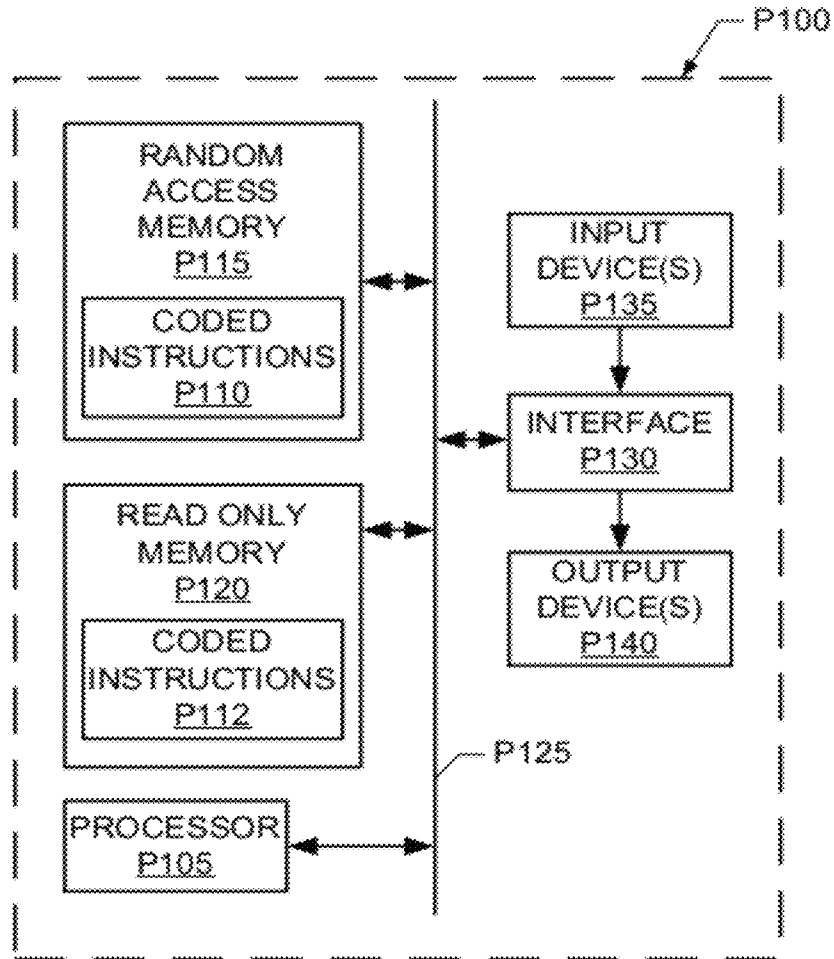 P100
RANDOM
ACCESS
MEMORY
P115
CODED
INSTRUCTIONS
P110
READ ONLY
MEMORY
P120
CODED
INSTRUCTIONS
P112
PROCESSOR
P105
INPUT
DEVICE(S)
P135
INTERFACE
P130
OUTPUT
DEVICE(S)
P140
P125